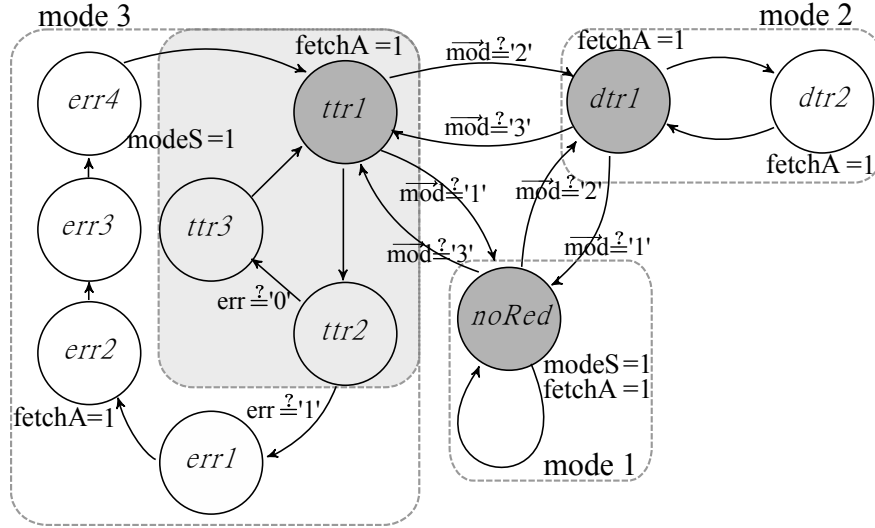 mode 3
mode 2
fetchA =1
fetchA =1
mod≟'2'
err4
ttr1
dtr1
dtr2
mod≟'3'
modeS =1
fetchA =1
mod≟'1'
mod≟'2'
err3
ttr3
mod≟'3'
mod≟'1'
err ≟'0'
noRed
ttr2
err2
modeS =1
fetchA =1
fetchA=1
err ≟'1'
err1
mode 1